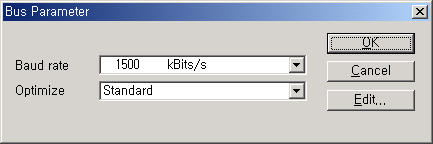 Bus Parameter
OK
Baud rate 1500 kBits/s
Cancel
Optimize Standard
Edit...